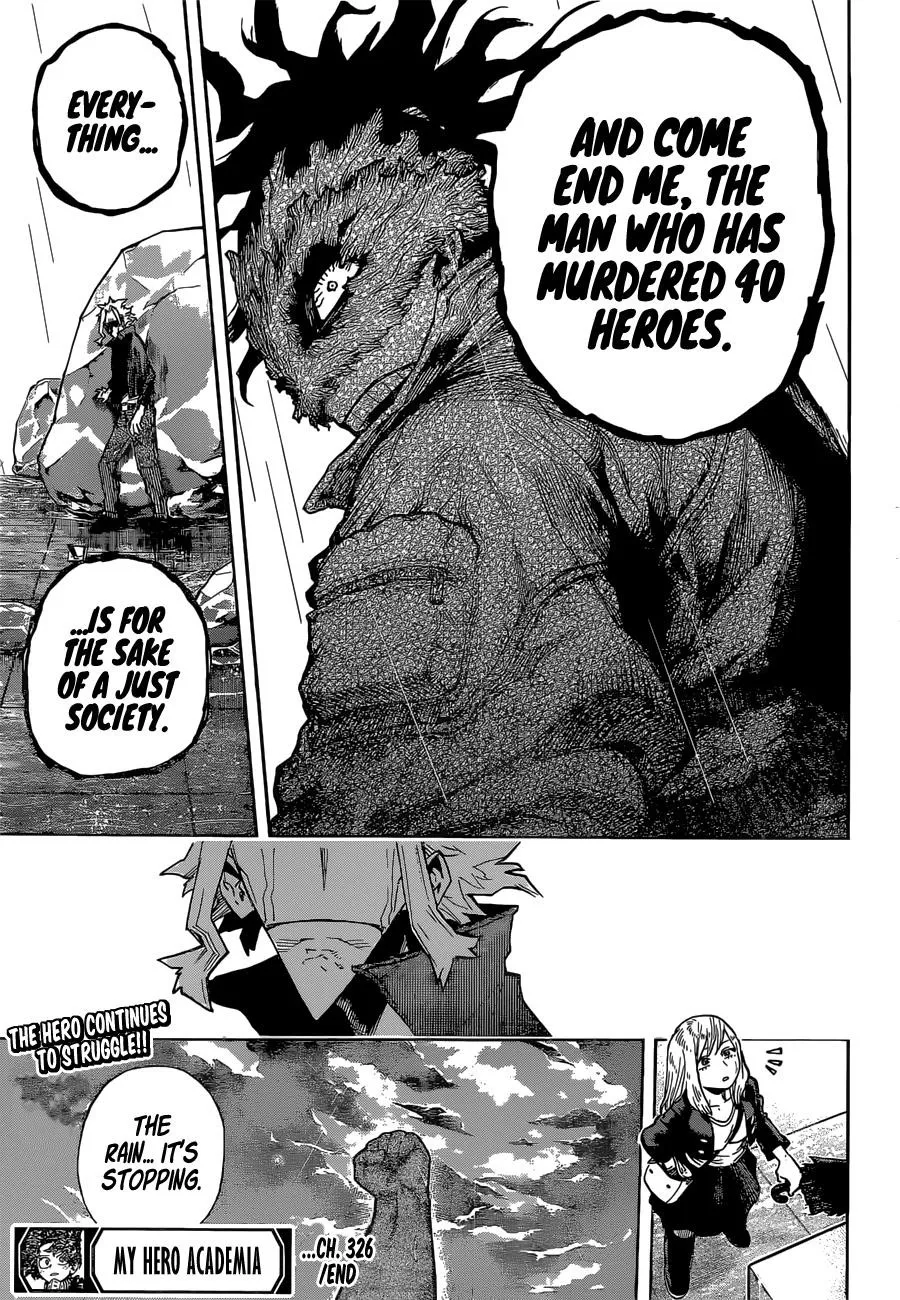 AND COME
END ME, THE
MAN WHO HAS
MURDERED 40
HEROES.
EVERY-
THING...
...IS FOR
THE SAKE
OF A JUST
SOCIETY.
THE RAIN... IT'S
STOPPING.
THE HERO CONTINUES
TO STRUGGLE!!
MY HERO ACADEMIA
...CH. 326
/END